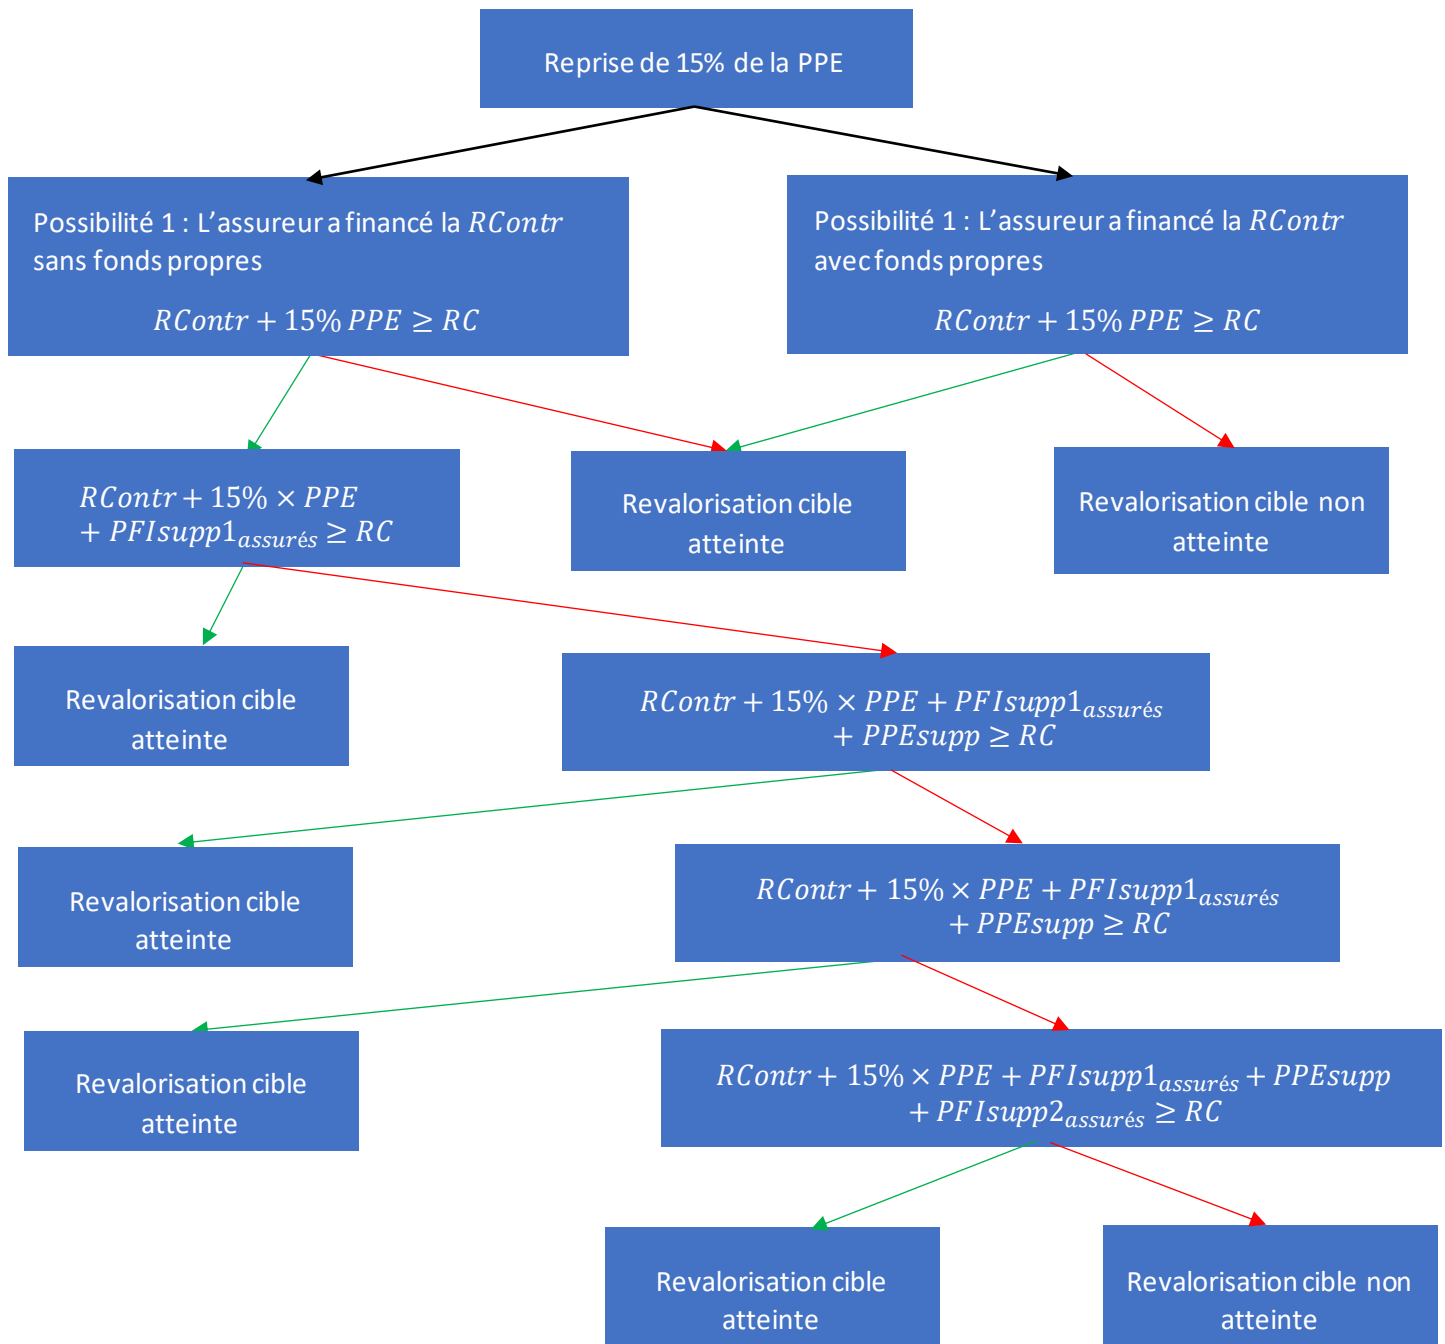 Reprise de 15% de la PPE
Possibilité 1 : L’assureur a financé la RContr
sans fonds propres
RContr + 15% PPE ≥ RC
Possibilité 1 : L’assureur a financé la RContr
avec fonds propres
RContr + 15% PPE ≥ RC
RContr + 15% × PPE
+ PFIsupp1assurés ≥ RC
Revalorisation cible
atteinte
Revalorisation cible non
atteinte
Revalorisation cible
atteinte
RContr + 15% × PPE + PFIsupp1assurés
+ PPEsupp ≥ RC
Revalorisation cible
atteinte
RContr + 15% × PPE + PFIsupp1assurés
+ PPEsupp ≥ RC
Revalorisation cible
atteinte
RContr + 15% × PPE + PFIsupp1assurés + PPEsupp
+ PFIsupp2assurés ≥ RC
Revalorisation cible
atteinte
Revalorisation cible non
atteinte